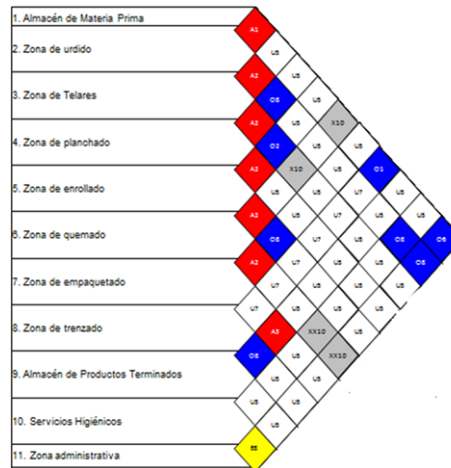 1. Almacén de Materia Prima
A1
2. Zona de urdido
U5
A2 U5
3. Zona de Telares
O6 U5
A2 U5 X10
4. Zona de planchado
O2 U5 U5
A2 X10 U5 O1
5. Zona de enrollado
U5 U5 U7 U5
A2 U5 U7 U5 U5
6. Zona de quemado
O6 U7 U5 O6 O6
A2 U7 U5 U5 O6
7. Zona de empaquetado
U7 U5 U5 U5
U7 U7 U5 U5
8. Zona de trenzado
A3 XX10 U5
O6 U5 XX10
9. Almacén de Productos Terminados
U5 U5
U5 U5
10. Servicios Higiénicos
U5
E5
11. Zona administrativa